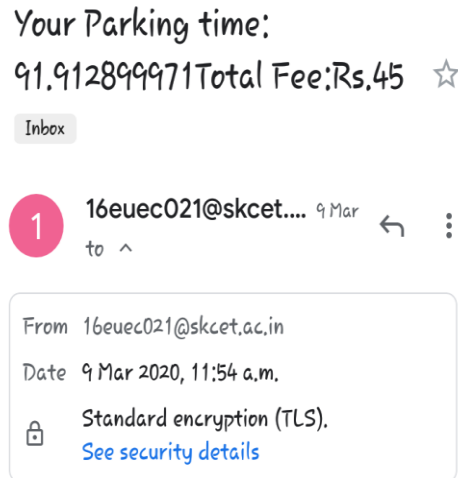 Your Parking time:
91.912899971Total Fee:Rs.45
Inbox
1
16euec021@skcet.... 9 Mar
to
From 16euec021@skcet.ac.in
Date 9 Mar 2020, 11:54 a.m.
Standard encryption (TLS).
See security details